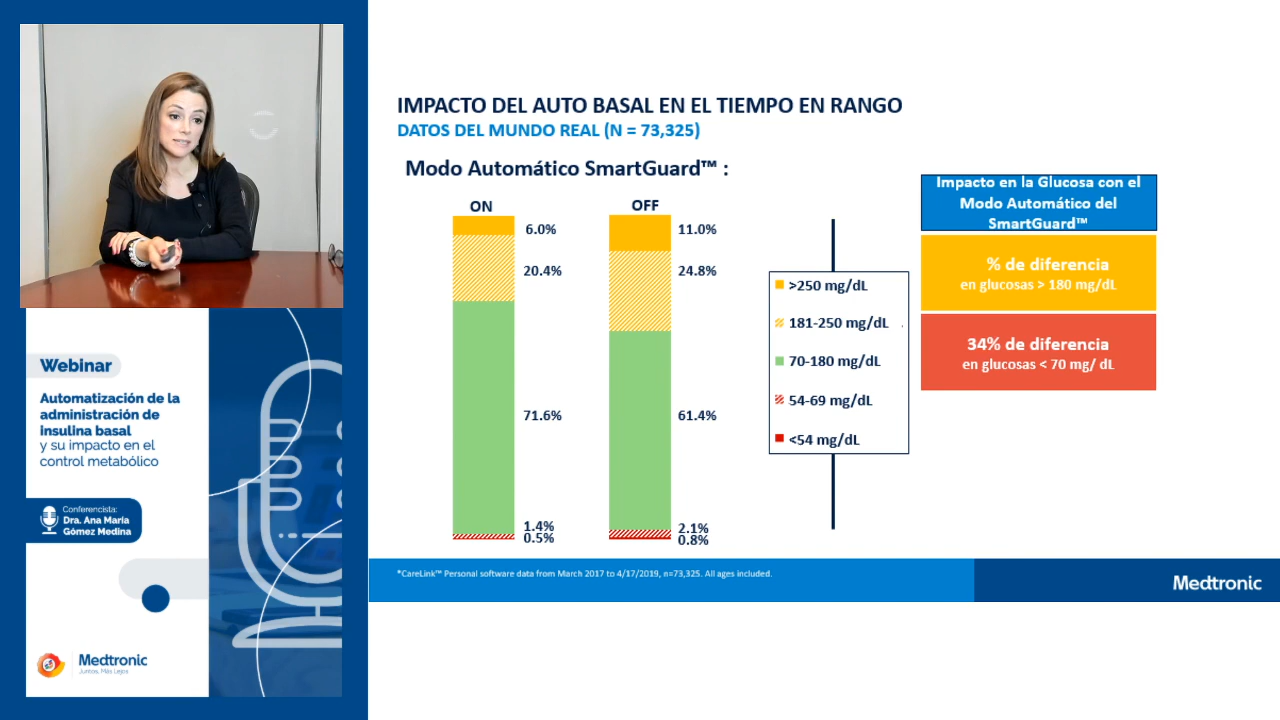 Webinar
Automatización de la
administración de
insulina basal
y su impacto en el
control metabólico
Conferencista:
Dra. Ana María
Gómez Medina
Medtronic
Juntos, Más Lejos
IMPACTO DEL AUTO BASAL EN EL TIEMPO EN RANGO
DATOS DEL MUNDO REAL (N = 73,325)
Modo Automático SmartGuard™ :
ON
OFF
6.0%
11.0%
20.4%
24.8%
71.6%
61.4%
1.4%
2.1%
0.5%
0.8%
>250 mg/dL
181-250 mg/dL
70-180 mg/dL
54-69 mg/dL
<54 mg/dL
Impacto en la Glucosa con el
Modo Automático del
SmartGuard™
% de diferencia
en glucosas > 180 mg/dL
34% de diferencia
en glucosas < 70 mg/ dL
*CareLink™ Personal software data from March 2017 to 4/17/2019, n=73,325. All ages included.
Medtronic